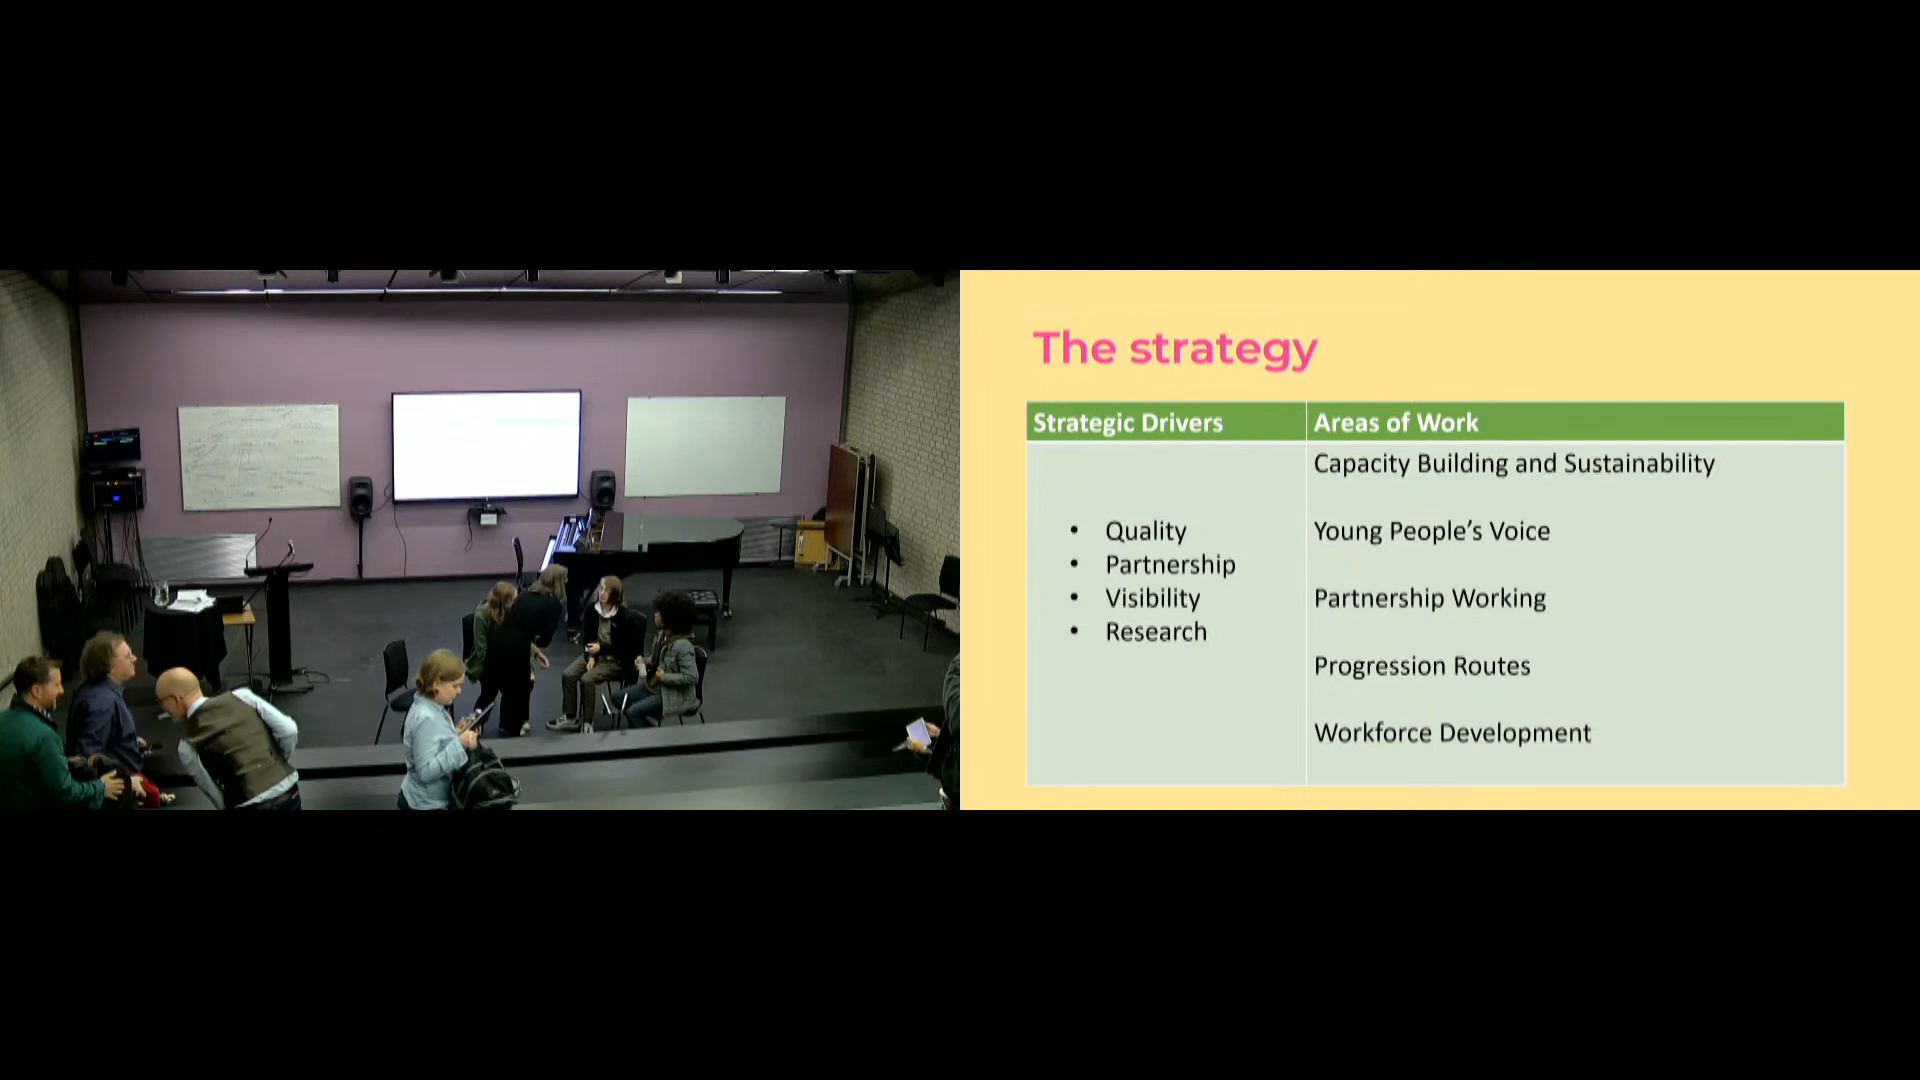 The strategy
Strategic Drivers
Areas of Work
• Quality
• Partnership
• Visibility
• Research
Capacity Building and Sustainability
Young People’s Voice
Partnership Working
Progression Routes
Workforce Development